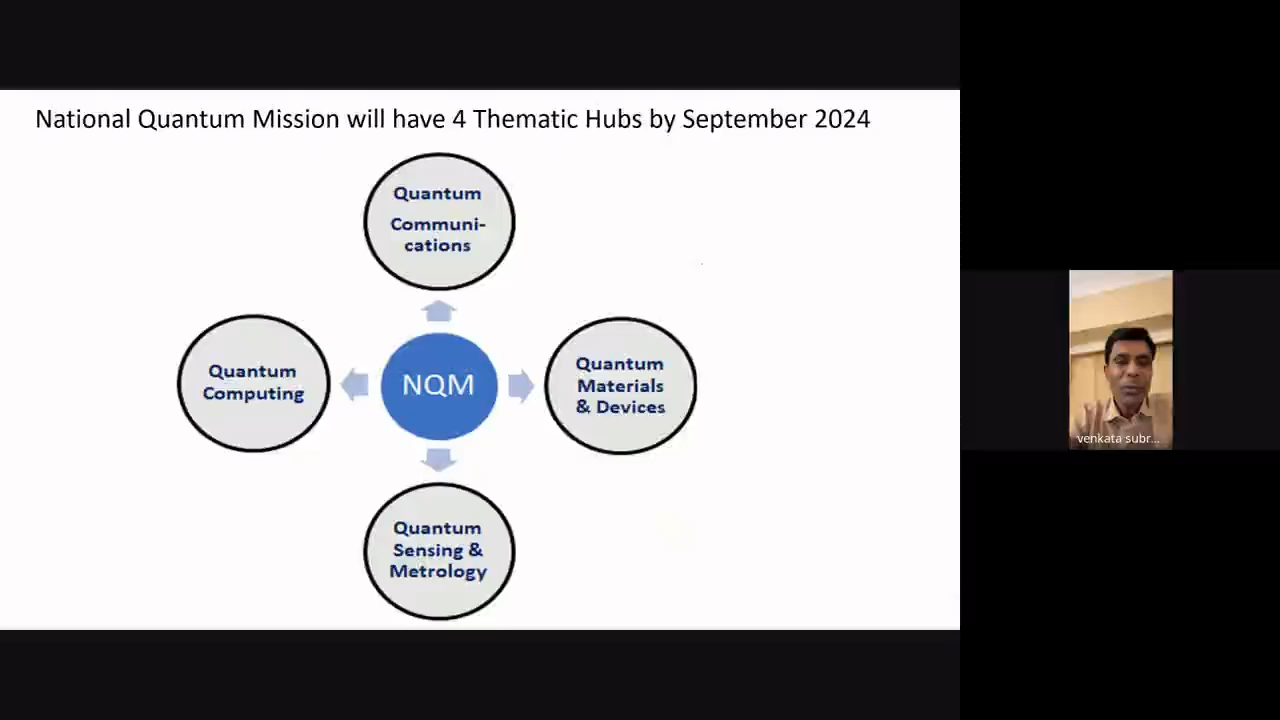 National Quantum Mission will have 4 Thematic Hubs by September 2024
Quantum
Communi-
cations
Quantum
Computing
NQM
Quantum
Materials
& Devices
Quantum
Sensing &
Metrology
venkata subr...